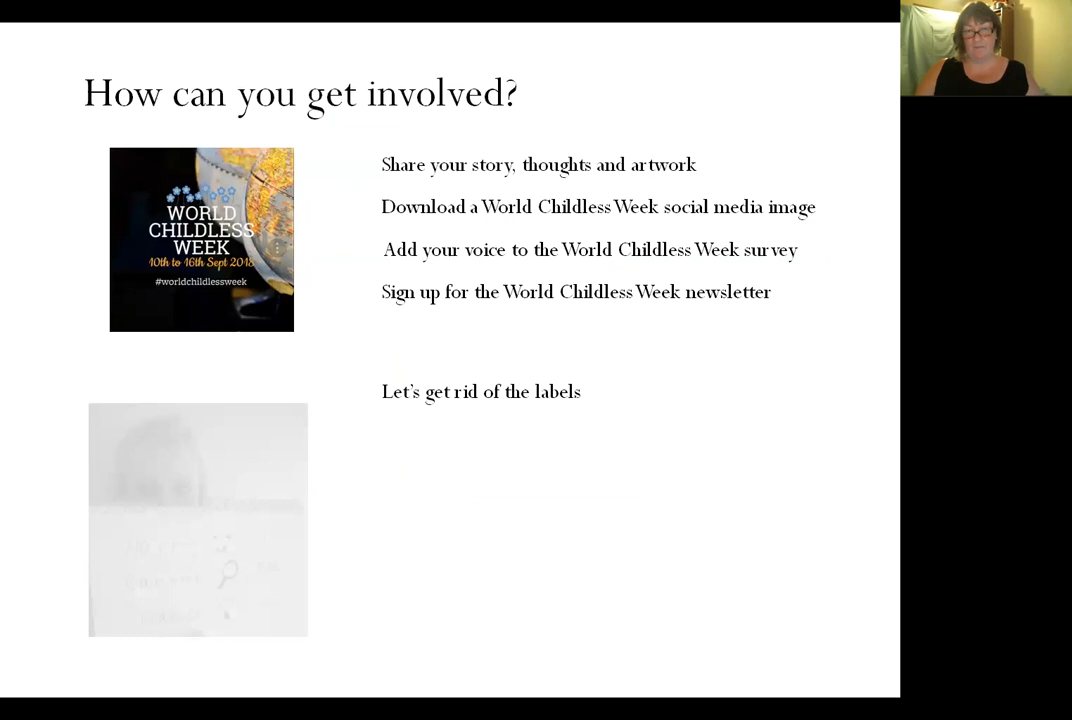 How can you get involved?
WORLD
CHILDLESS
WEEK
10th to 16th Sept 2018
#worldchildlessweek
Share your story, thoughts and artwork
Download a World Childless Week social media image
Add your voice to the World Childless Week survey
Sign up for the World Childless Week newsletter
Let's get rid of the labels